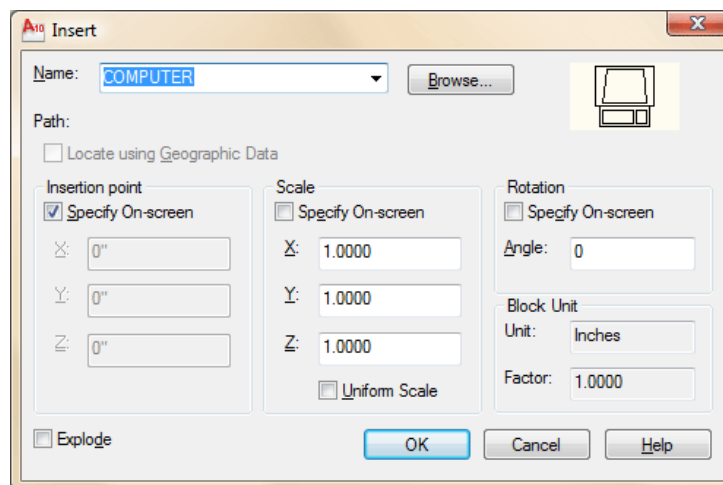 A10 Insert
Name: COMPUTER Browse...
Path:
Locate using Geographic Data
Insertion point
Specify On-screen
X: 0"
Y: 0"
Z: 0"
Scale
Specify On-screen
X: 1.0000
Y: 1.0000
Z: 1.0000
Uniform Scale
Rotation
Specify On-screen
Angle: 0
Block Unit
Unit: Inches
Factor: 1.0000
Explode
OK Cancel Help